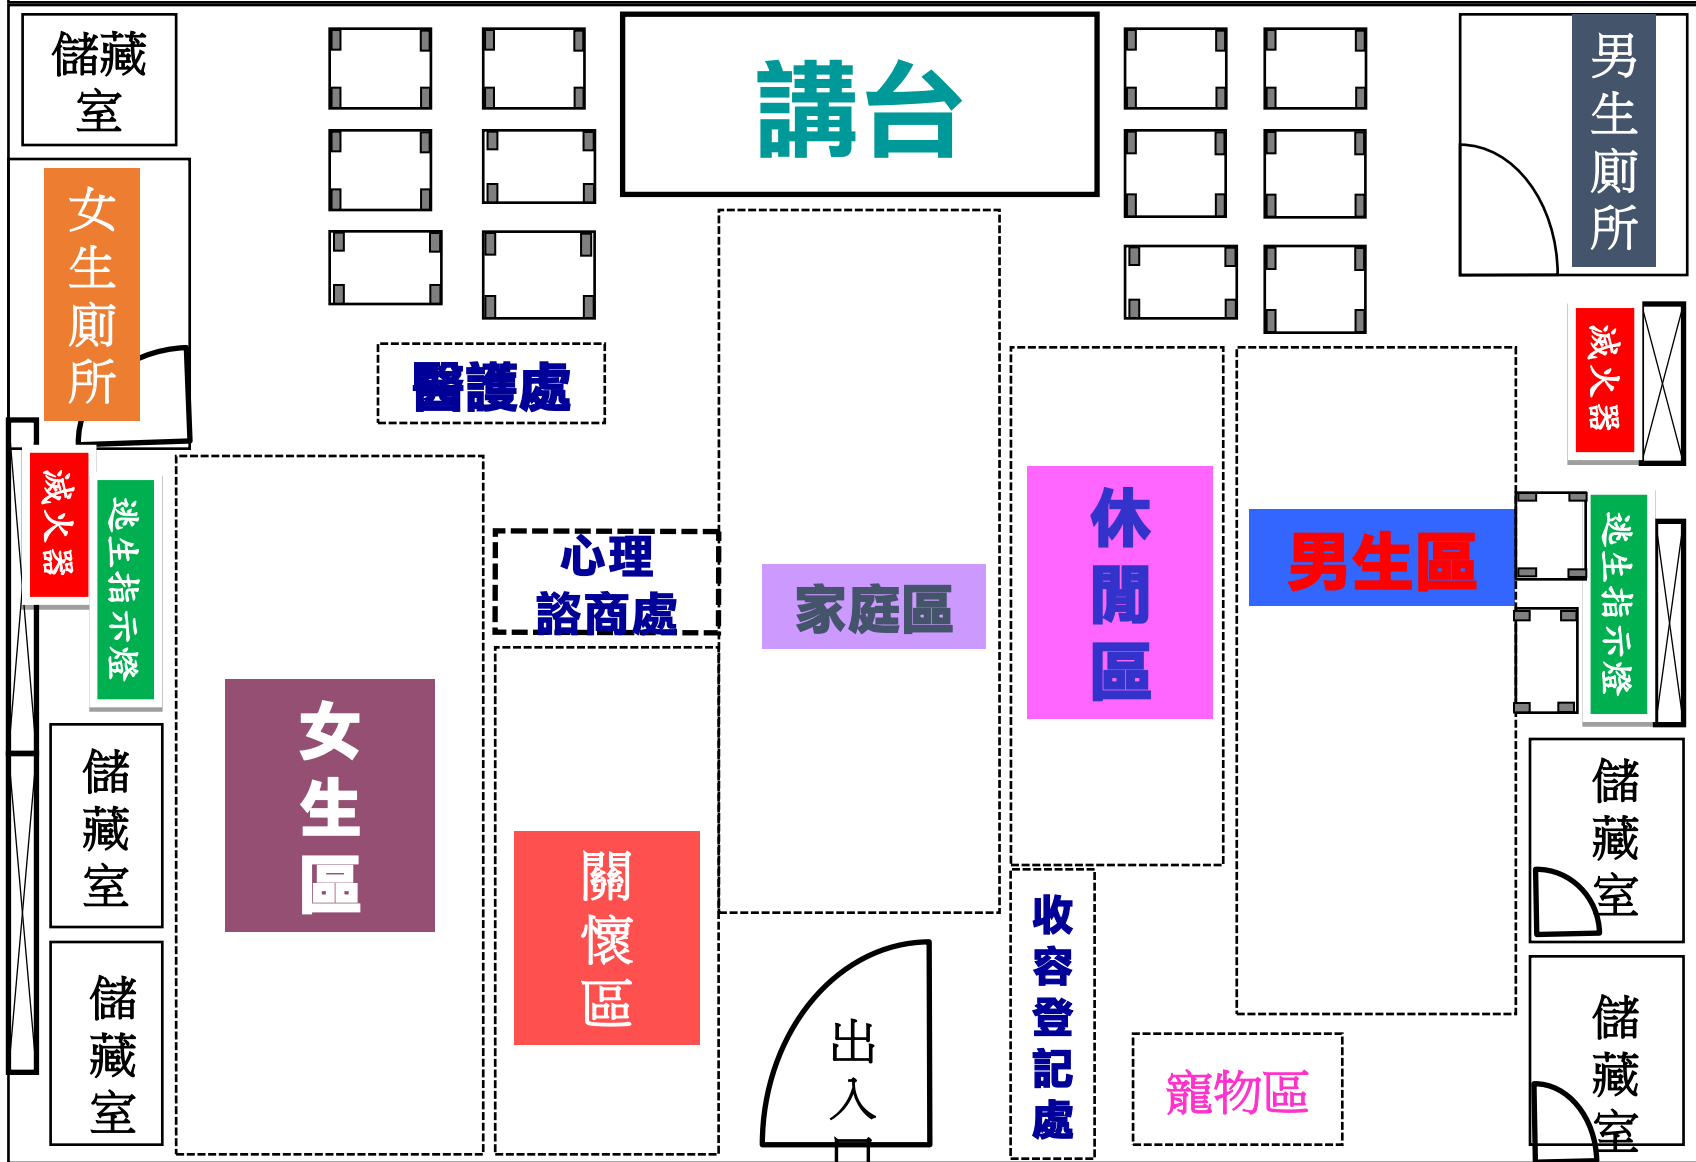 儲藏
室
講台
男生廁所
女生廁所
滅火器
醫護處
滅火器
逃生指示燈
心理
諮商處
家庭區
休閒區
男生區
逃生指示燈
女生區
儲藏室
儲藏室
關懷區
收容登記處
儲藏室
出入口
寵物區
儲藏室